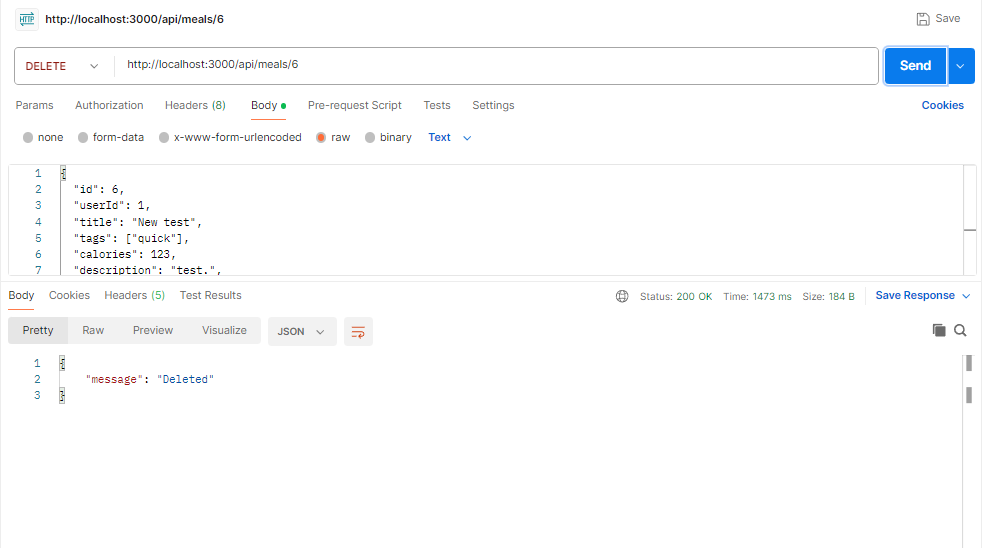 HTTP http://localhost:3000/api/meals/6 Save
DELETE http://localhost:3000/api/meals/6 Send
Params Authorization Headers (8) Body Pre-request Script Tests Settings Cookies
none form-data x-www-form-urlencoded raw binary Text
1 {
2 "id": 6,
3 "userId": 1,
4 "title": "New test",
5 "tags": ["quick"],
6 "calories": 123,
7 "description": "test.",
Body Cookies Headers (5) Test Results Status: 200 OK Time: 1473 ms Size: 184 B Save Response
Pretty Raw Preview Visualize JSON
1 {
2 "message": "Deleted"
3 }